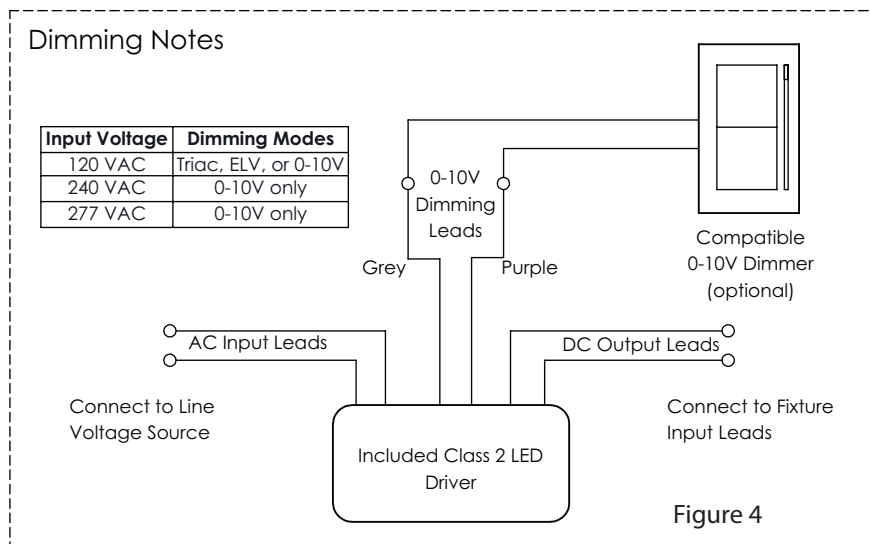 Dimming Notes
Input Voltage Dimming Modes
120 VAC Triac, ELV, or 0-10V
240 VAC 0-10V only
277 VAC 0-10V only
0-10V
Dimming
Leads
Grey
Purple
Compatible
0-10V Dimmer
(optional)
AC Input Leads
DC Output Leads
Connect to Line
Voltage Source
Connect to Fixture
Input Leads
Included Class 2 LED
Driver
Figure 4